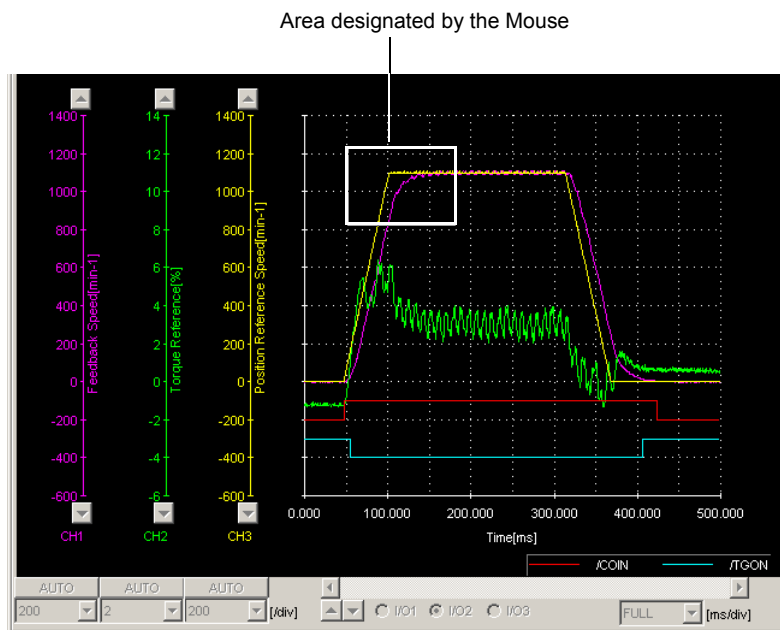 Area designated by the Mouse
1400 14 1400
1200 12 1200
1000 10 1000
800 8 800
600 6 600
400 4 400
200 2 200
0 0 0
-200 -2 -200
-400 -4 -400
-600 -6 -600
Feedback Speed[min-1]
Torque Reference[%]
Position Reference Speed[min-1]
CH1 CH2 CH3
0.000 100.000 200.000 300.000 400.000 500.000
Time[ms]
/COIN /TGON
AUTO AUTO AUTO
200 2 200 [/div] I/O1 I/O2 I/O3 FULL [ms/div]